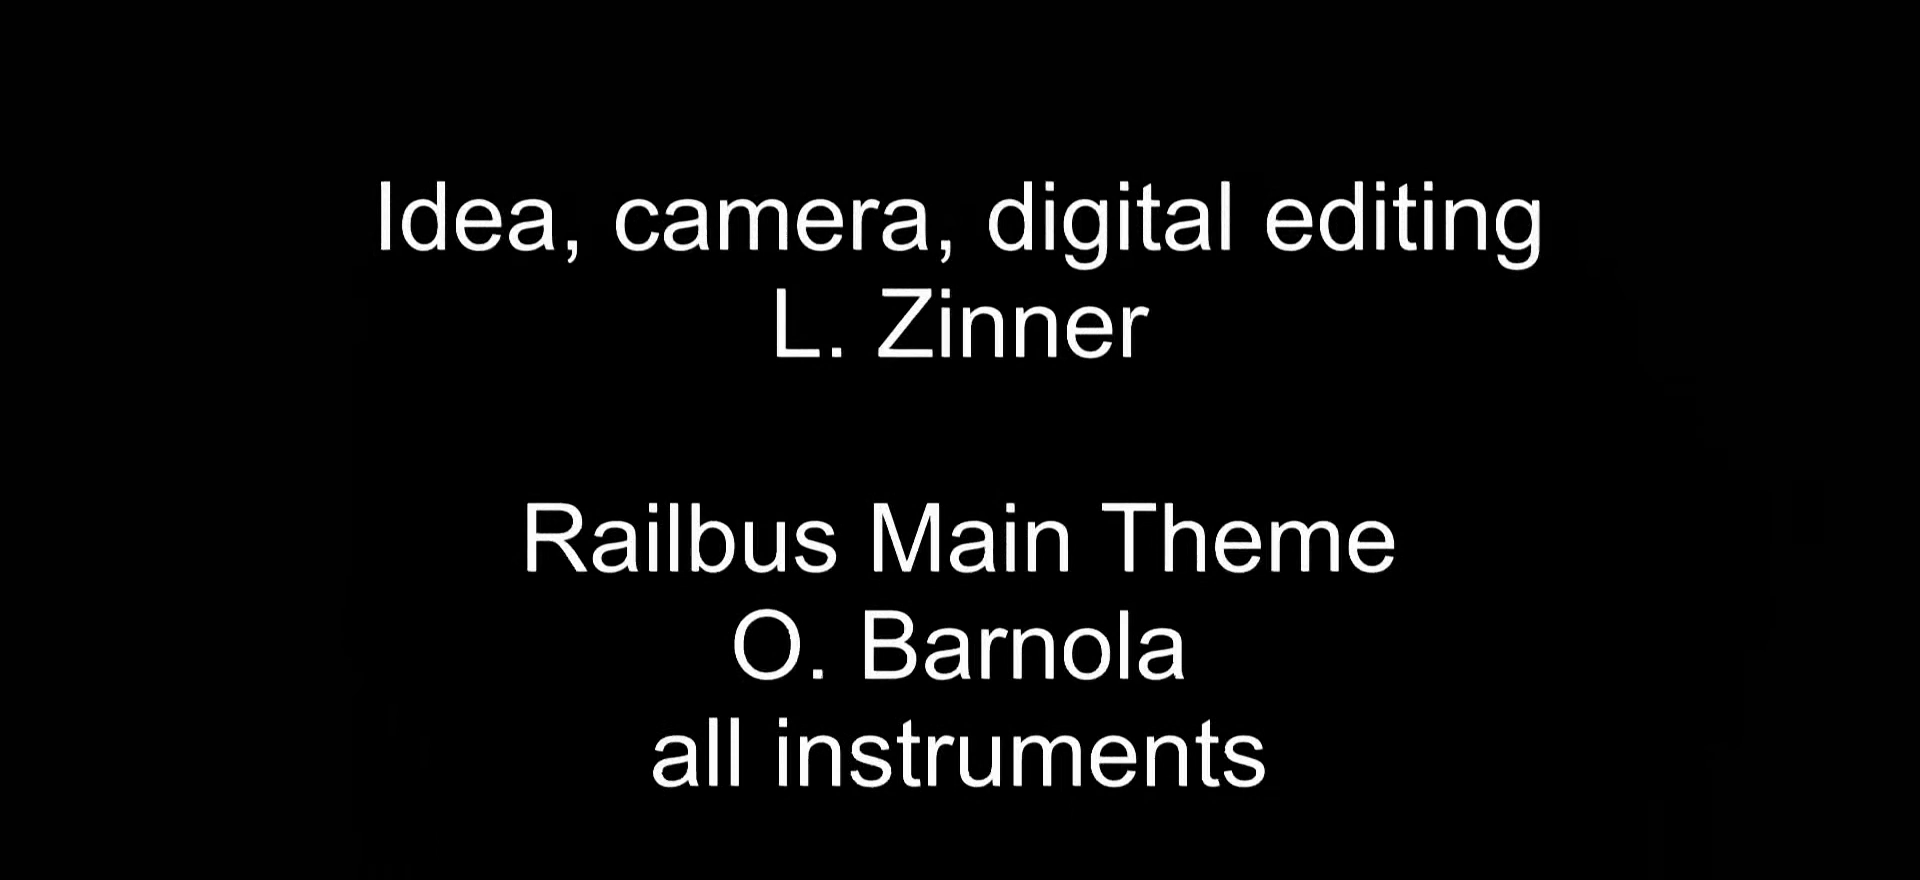 Idea, camera, digital editing
L. Zinner
Railbus Main Theme
O. Barnola
all instruments